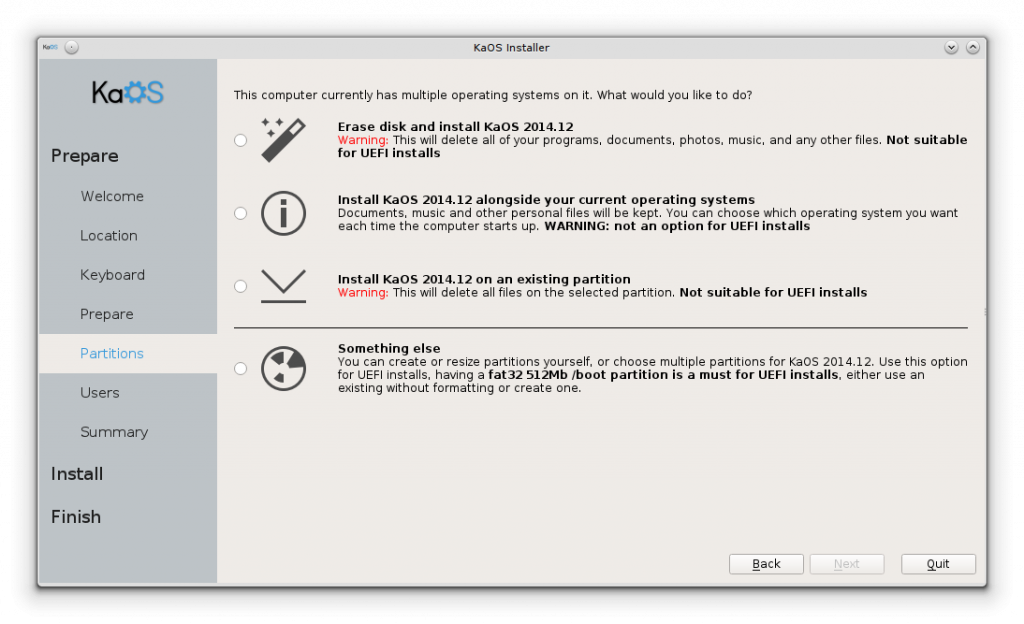 KaOS
KaOS Installer
KaOS
Prepare
Welcome
Location
Keyboard
Prepare
Partitions
Users
Summary
Install
Finish
This computer currently has multiple operating systems on it. What would you like to do?
Erase disk and install KaOS 2014.12
Warning: This will delete all of your programs, documents, photos, music, and any other files. Not suitable
for UEFI installs
Install KaOS 2014.12 alongside your current operating systems
Documents, music and other personal files will be kept. You can choose which operating system you want
each time the computer starts up. WARNING: not an option for UEFI installs
Install KaOS 2014.12 on an existing partition
Warning: This will delete all files on the selected partition. Not suitable for UEFI installs
Something else
You can create or resize partitions yourself, or choose multiple partitions for KaOS 2014.12. Use this option
for UEFI installs, having a fat32 512Mb /boot partition is a must for UEFI installs, either use an
existing without formatting or create one.
Back
Next
Quit